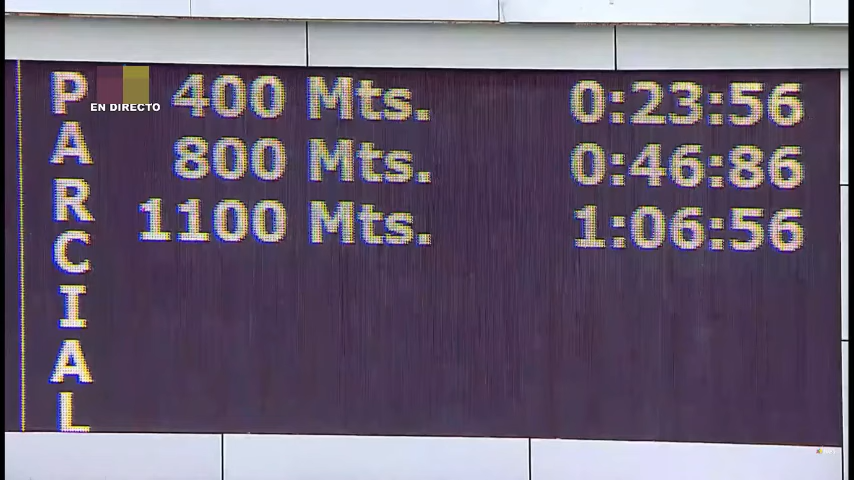 PARCIAL
EN DIRECTO
400 Mts. 0:23:56
800 Mts. 0:46:86
1100 Mts. 1:06:56